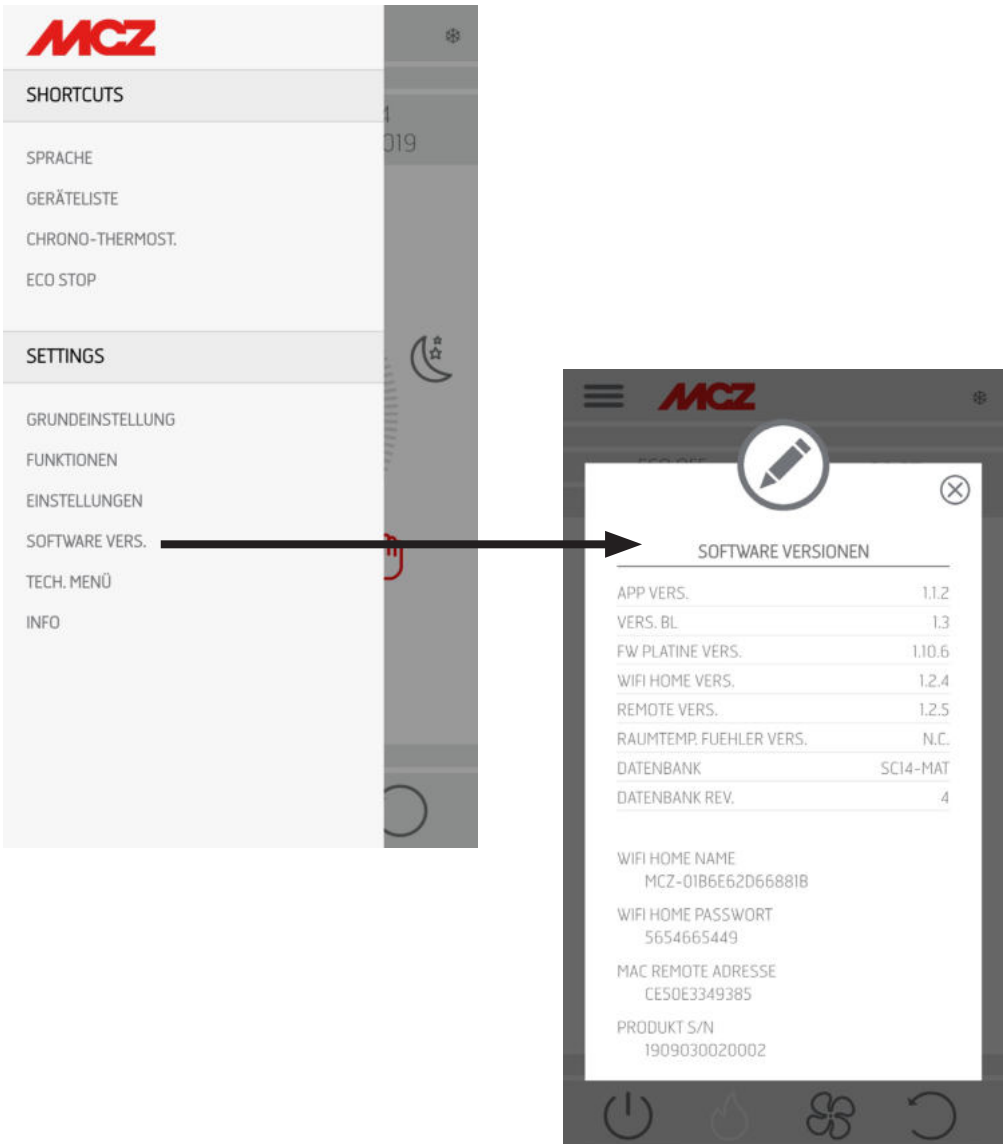 MCZ
SHORTCUTS
019
SPRACHE
GERÄTELISTE
CHRONO-THERMOST.
ECO STOP
SETTINGS
GRUNDEINSTELLUNG
FUNKTIONEN
EINSTELLUNGEN
SOFTWARE VERS.
TECH. MENÜ
INFO
MCZ
SOFTWARE VERSIONEN
APP VERS. 1.1.2
VERS. BL 1.3
FW PLATINE VERS. 1.10.6
WIFI HOME VERS. 1.2.4
REMOTE VERS. 1.2.5
RAUMTEMP. FUEHLER VERS. N.C.
DATENBANK SC14-MAT
DATENBANK REV. 4
WIFI HOME NAME
MCZ-01B6E62D66881B
WIFI HOME PASSWORT
5654665449
MAC REMOTE ADRESSE
CE50E3349385
PRODUKT S/N
1909030020002